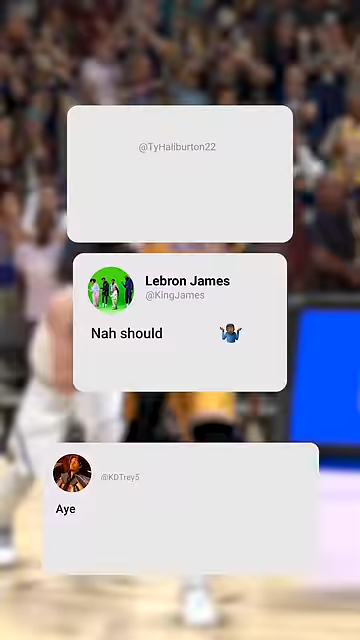 @TyHaliburton22
Lebron James
@KingJames
Nah should 🤷🏾‍♂️
@KDTrey5
Aye